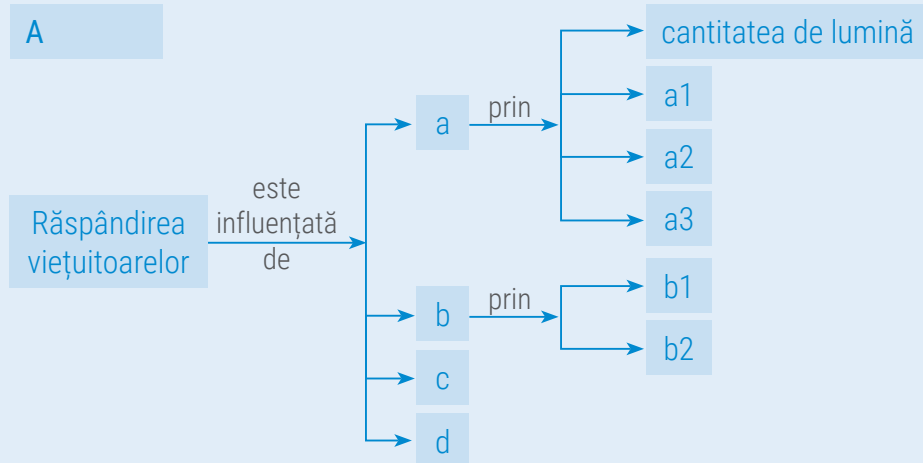 A
cantitatea de lumină
a1
a
prin
a2
a3
Răspândirea
viețuitoarelor
este
influențată
de
b
prin
b1
b2
c
d